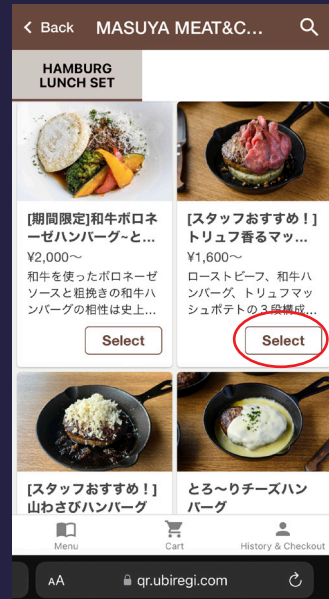 Back MASUYA MEAT&C...
HAMBURG
LUNCH SET
[期間限定]和牛ボロネ
ーゼハンバーグ~と...
¥2,000〜
和牛を使ったボロネーゼ
ソースと粗挽きの和牛ハ
ンバーグの相性は史上...
Select
[スタッフおすすめ！]
トリュフ香るマッ...
¥1,600〜
ローストビーフ、和牛ハ
ンバーグ、トリュフマッ
シュポテトの３段構成...
Select
[スタッフおすすめ！]
山わさびハンバーグ
とろ〜りチーズハン
バーグ
Menu Cart History & Checkout
AA qr.ubiregi.com